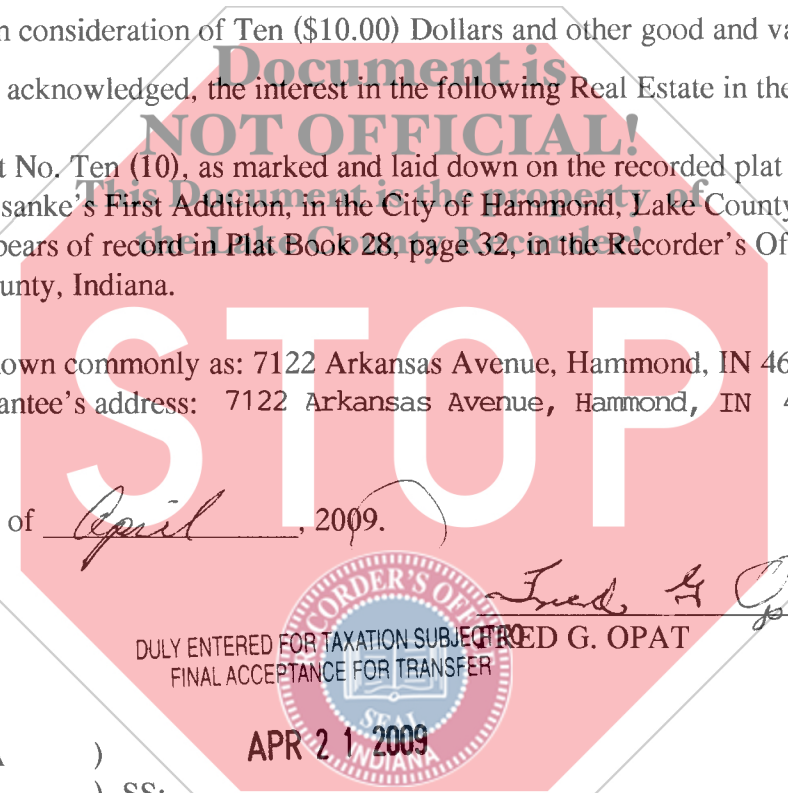 n consideration of Ten ($10.00) Dollars and other good and va
Document is
acknowledged, the interest in the following Real Estate in the
NOT OFFICIAL!
t No. Ten (10), as marked and laid down on the recorded plat
This Document is the property of
sanke's First Addition, in the City of Hammond, Lake County
the Lake County Recorder!
pears of record in Plat Book 28, page 32, in the Recorder's Of
unty, Indiana.
STOP
own commonly as: 7122 Arkansas Avenue, Hammond, IN 46
antee's address: 7122 Arkansas Avenue, Hammond, IN 4
of April, 2009.
Fred G Op
FRED G. OPAT
DULY ENTERED FOR TAXATION SUBJECT TO
FINAL ACCEPTANCE FOR TRANSFER
RECORDER'S OFFICE
SEAL
INDIANA
APR 21 2009
)
) SS: